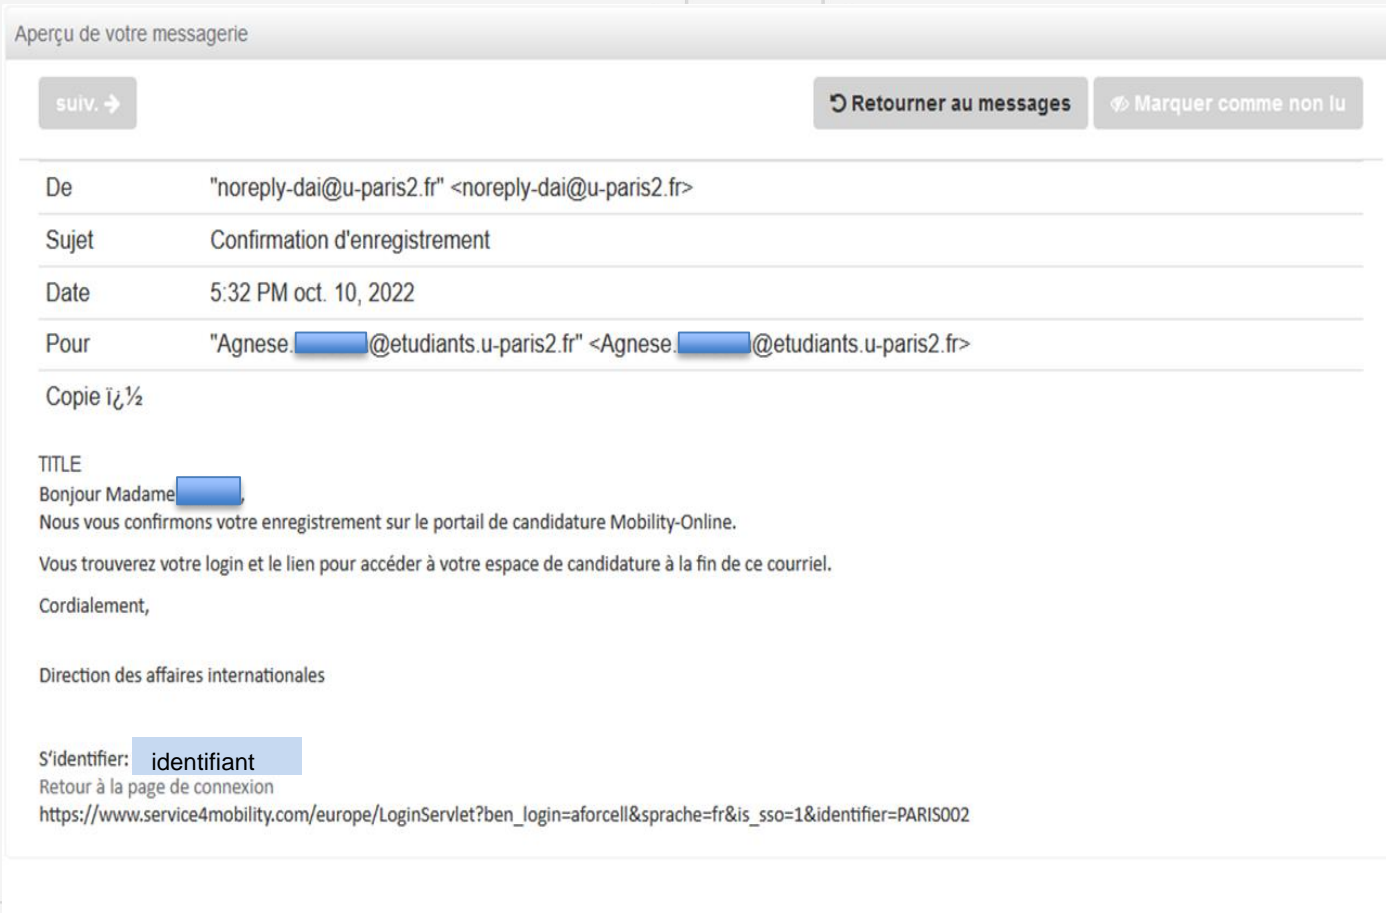 Aperçu de votre messagerie
suiv.
Retourner au messages
Marquer comme non lu
De "noreply-dai@u-paris2.fr" <noreply-dai@u-paris2.fr>
Sujet Confirmation d'enregistrement
Date 5:32 PM oct. 10, 2022
Pour "Agnese. @etudiants.u-paris2.fr" <Agnese. @etudiants.u-paris2.fr>
Copie ï¿½
TITLE
Bonjour Madame ,
Nous vous confirmons votre enregistrement sur le portail de candidature Mobility-Online.
Vous trouverez votre login et le lien pour accéder à votre espace de candidature à la fin de ce courriel.
Cordialement,
Direction des affaires internationales
S'identifier: identifiant
Retour à la page de connexion
https://www.service4mobility.com/europe/LoginServlet?ben_login=aforcell&sprache=fr&is_sso=1&identifier=PARIS002